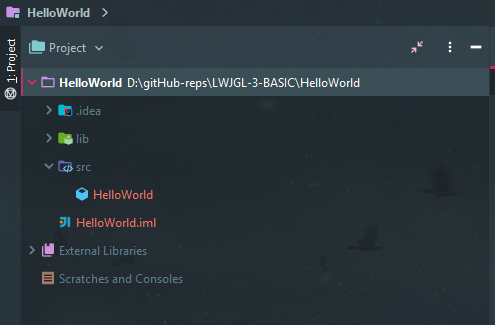 HelloWorld
1: Project
Project
HelloWorld D:\gitHub-reps\LWJGL-3-BASIC\HelloWorld
.idea
lib
src
HelloWorld
HelloWorld.iml
External Libraries
Scratches and Consoles